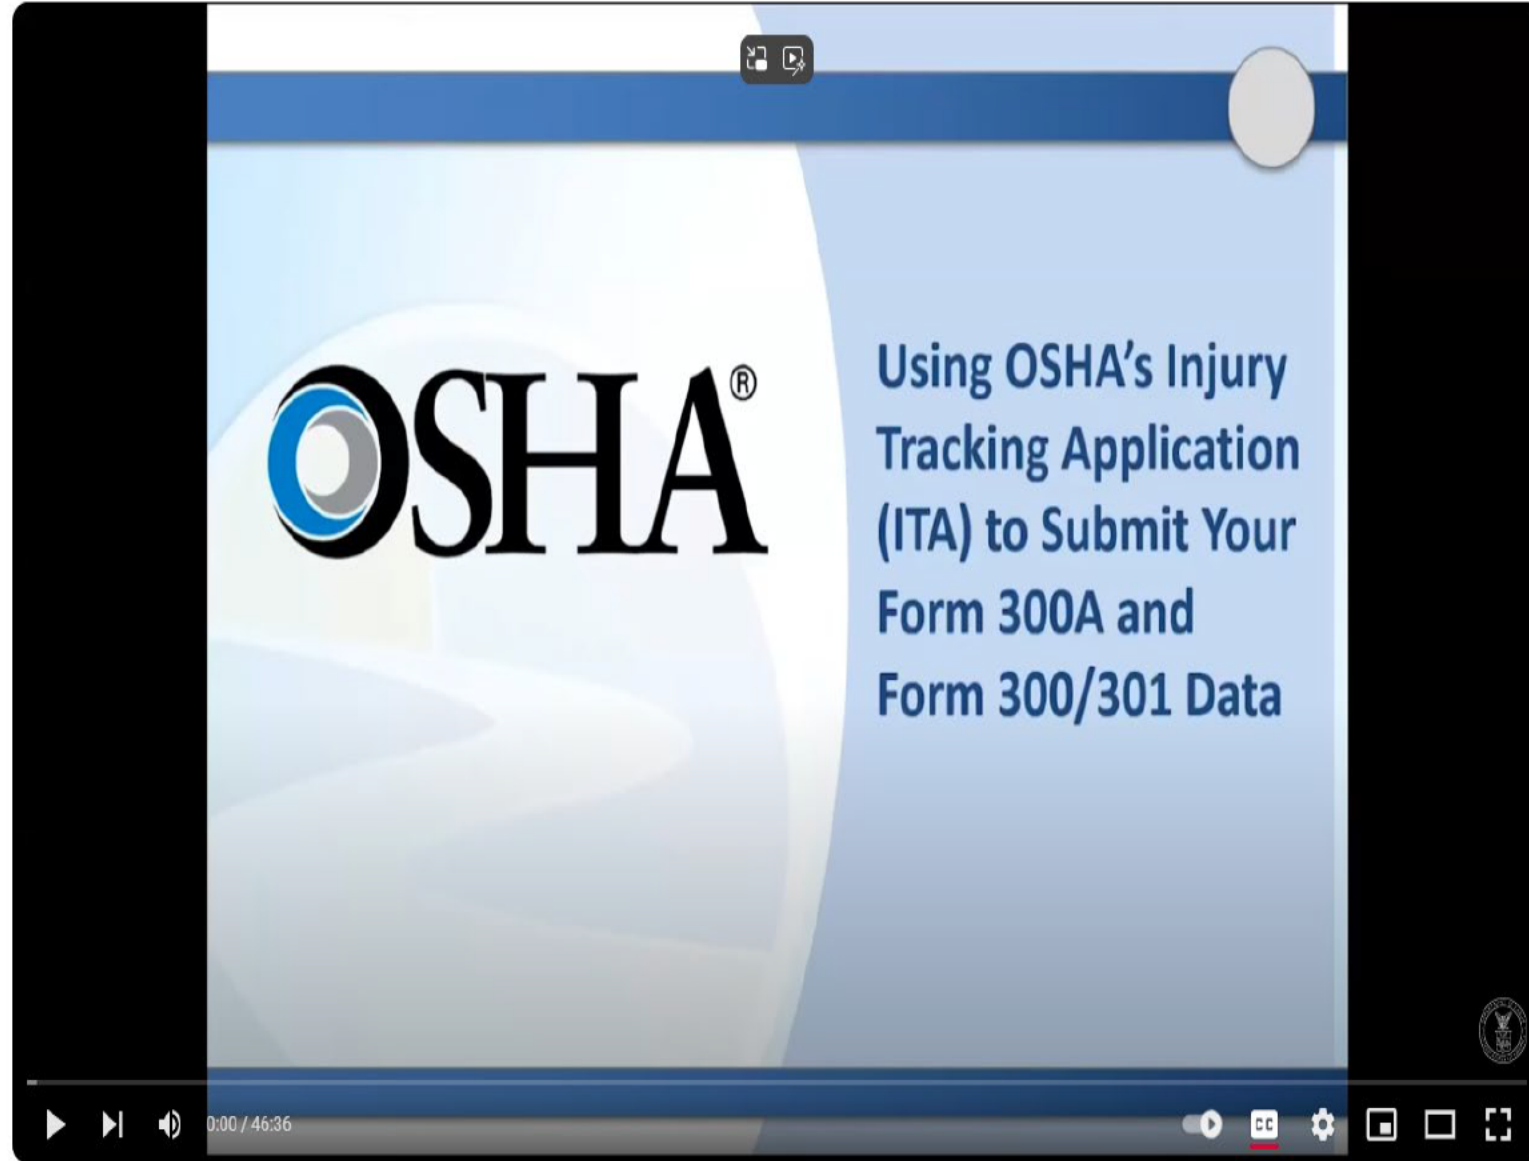 OSHA®
Using OSHA’s Injury
Tracking Application
(ITA) to Submit Your
Form 300A and
Form 300/301 Data
0:00 / 46:36
CC